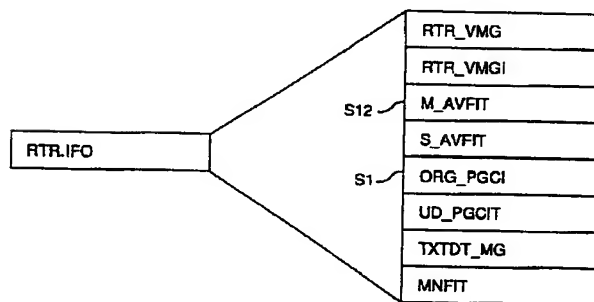 RTR_VMG
RTR_VMGI
S12
M_AVFIT
S_AVFIT
RTR.IFO
S1
ORG_PGCI
UD_PGCIT
TXTDT_MG
MNFIT